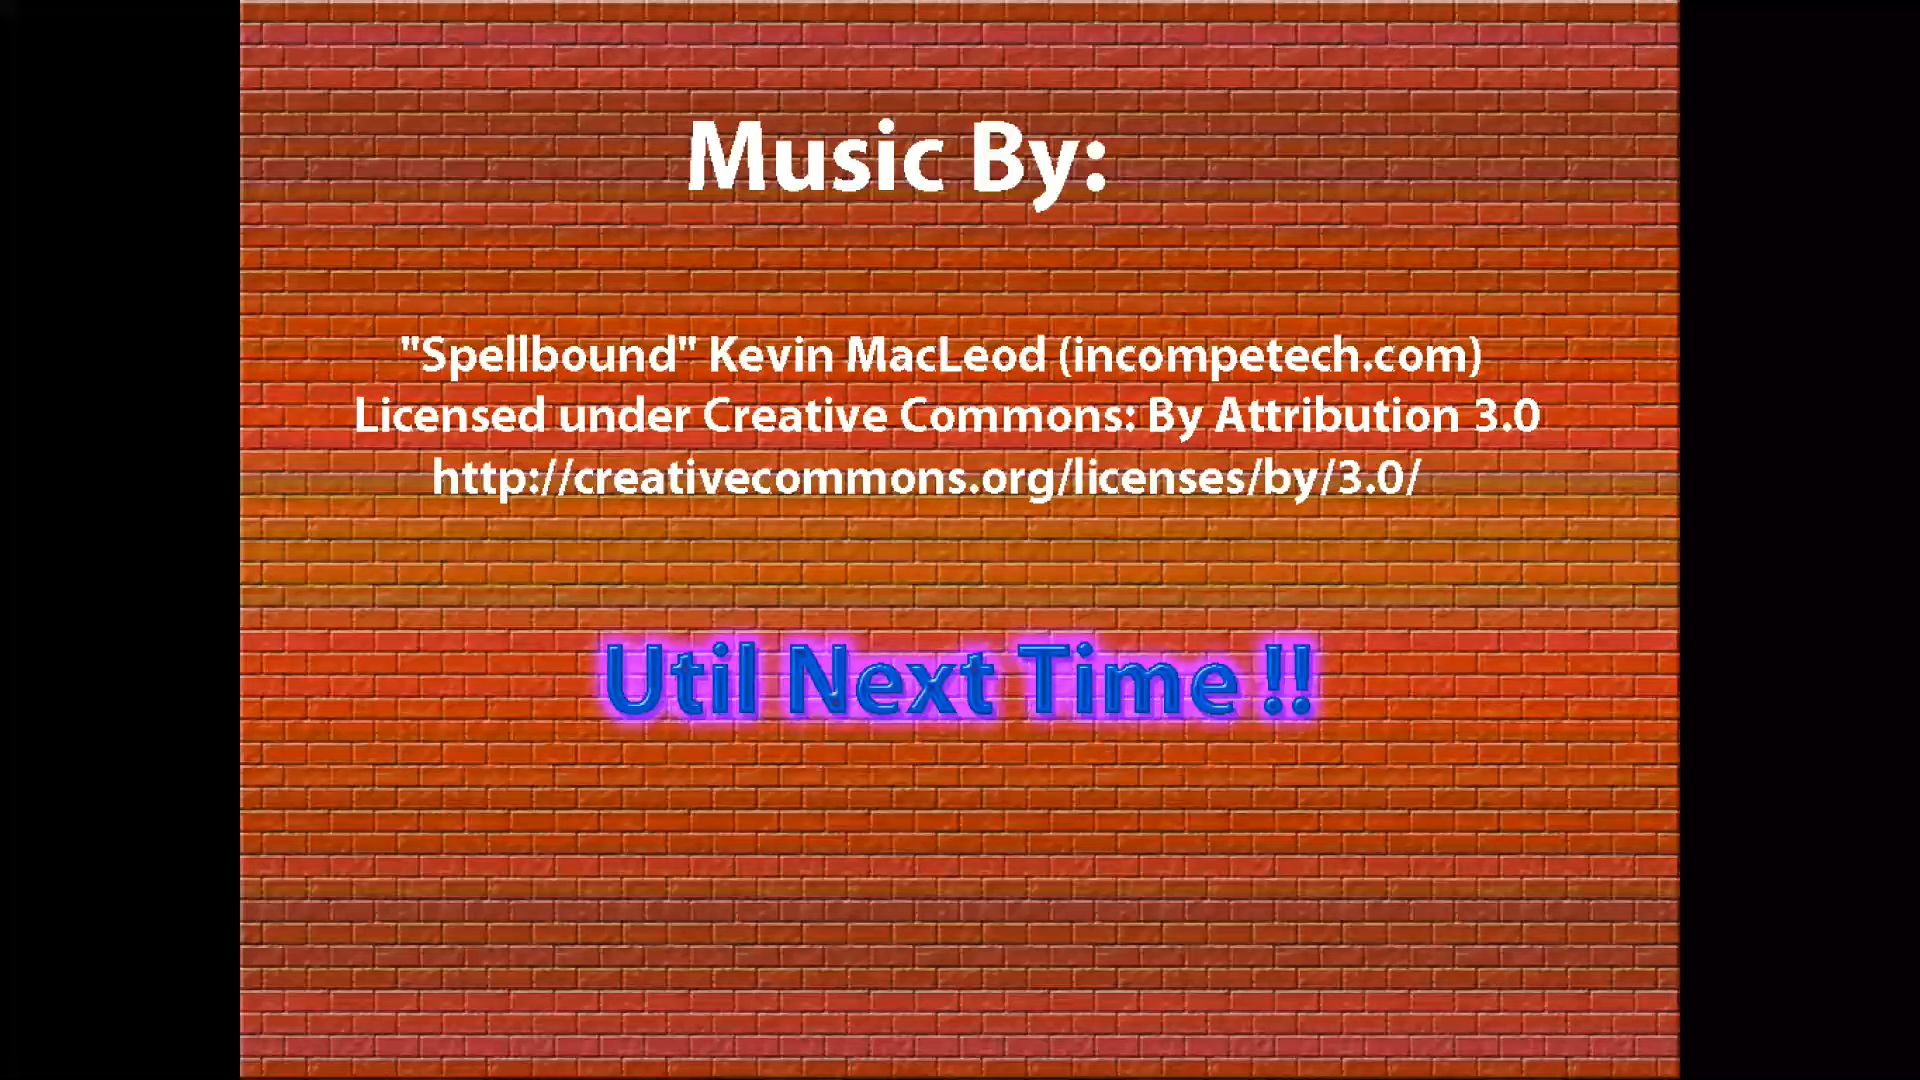 Music By:
"Spellbound" Kevin MacLeod (incompetech.com)
Licensed under Creative Commons: By Attribution 3.0
http://creativecommons.org/licenses/by/3.0/
Util Next Time !!